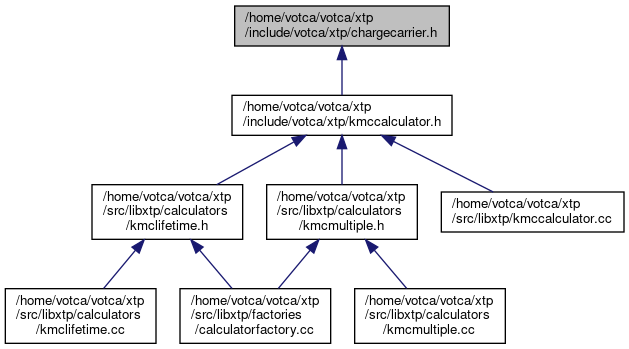 /home/votca/votca/xtp
/include/votca/xtp/chargecarrier.h
/home/votca/votca/xtp
/include/votca/xtp/kmccalculator.h
/home/votca/votca/xtp
/src/libxtp/calculators
/kmclifetime.h
/home/votca/votca/xtp
/src/libxtp/calculators
/kmcmultiple.h
/home/votca/votca/xtp
/src/libxtp/kmccalculator.cc
/home/votca/votca/xtp
/src/libxtp/calculators
/kmclifetime.cc
/home/votca/votca/xtp
/src/libxtp/factories
/calculatorfactory.cc
/home/votca/votca/xtp
/src/libxtp/calculators
/kmcmultiple.cc